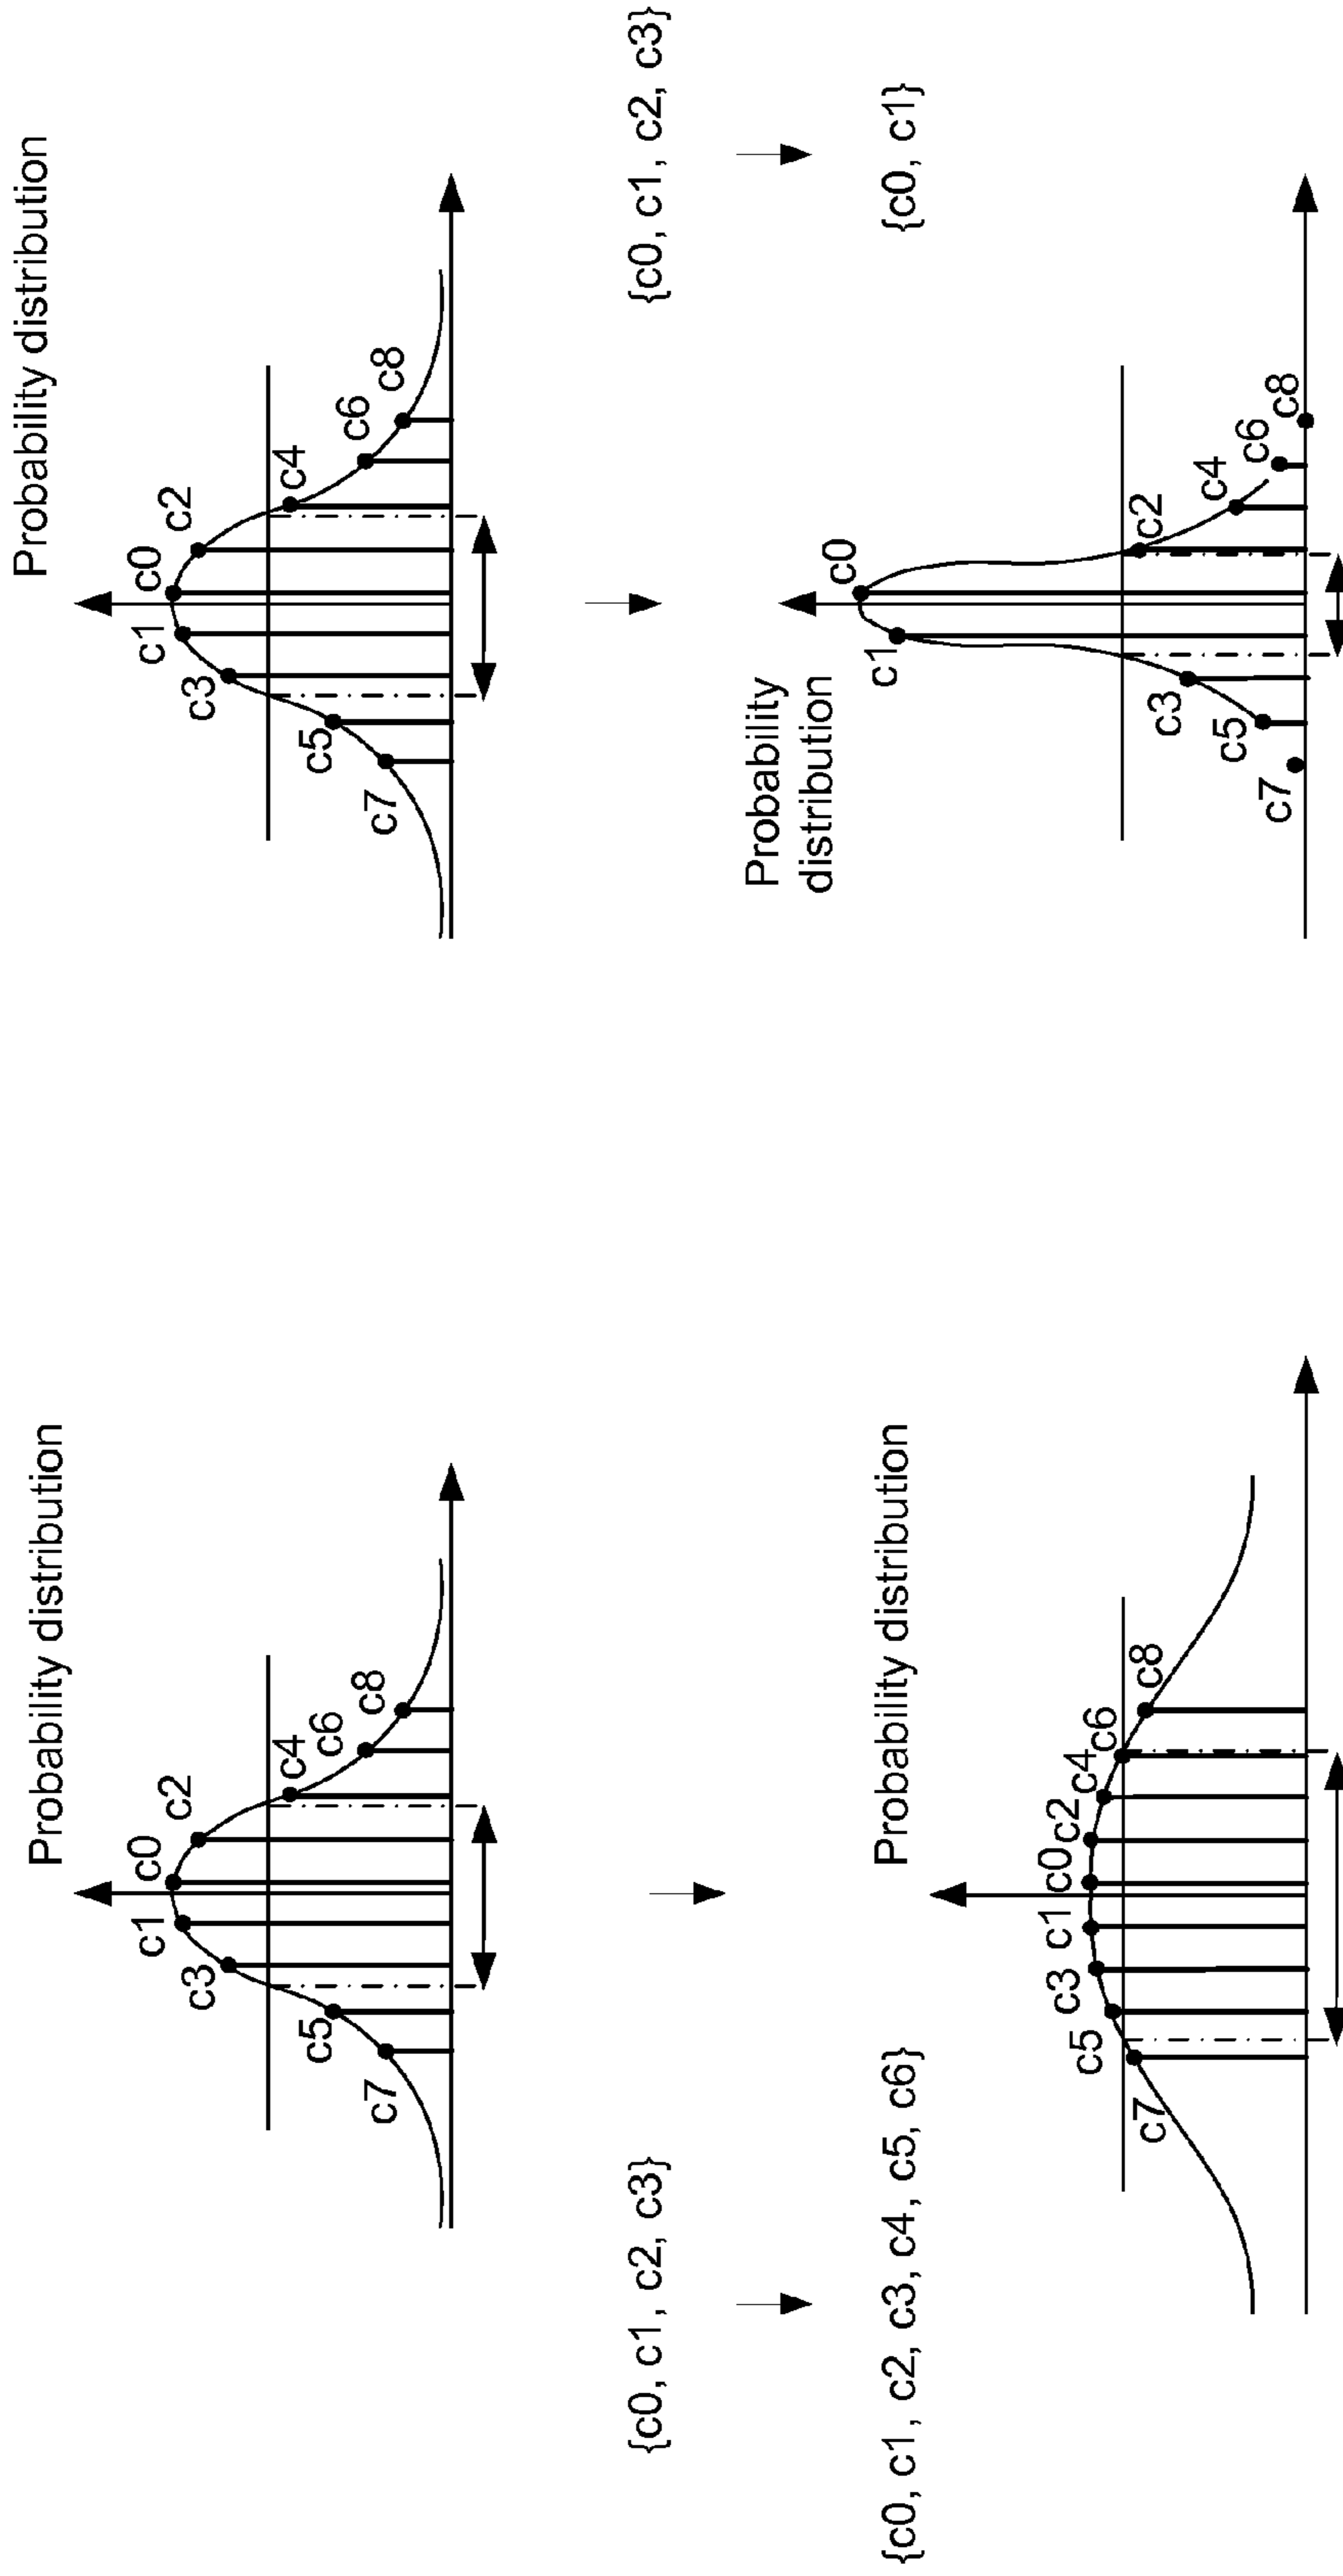 Probability distribution
c7
c5
c3
c1
c0
c2
c4
c6
c8
{c0, c1, c2, c3}
{c0, c1, c2, c3, c4, c5, c6}
Probability distribution
c7
c5
c3
c1
c0
c2
c4
c6
c8
Probability distribution
c7
c5
c3
c1
c0
c2
c4
c6
c8
{c0, c1, c2, c3}
{c0, c1}
Probability
distribution
c7
c5
c3
c1
c0
c2
c4
c6
c8